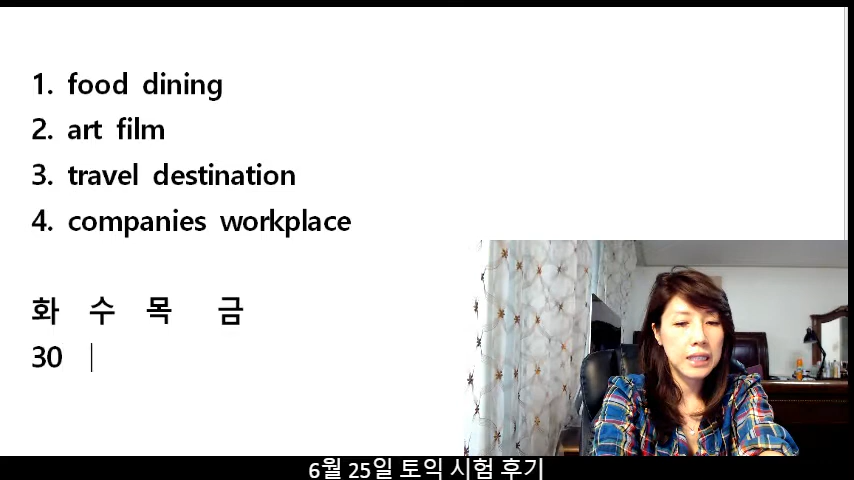 1. food dining
2. art film
3. travel destination
4. companies workplace
화 수 목 금
30
6월 25일 토익 시험 후기